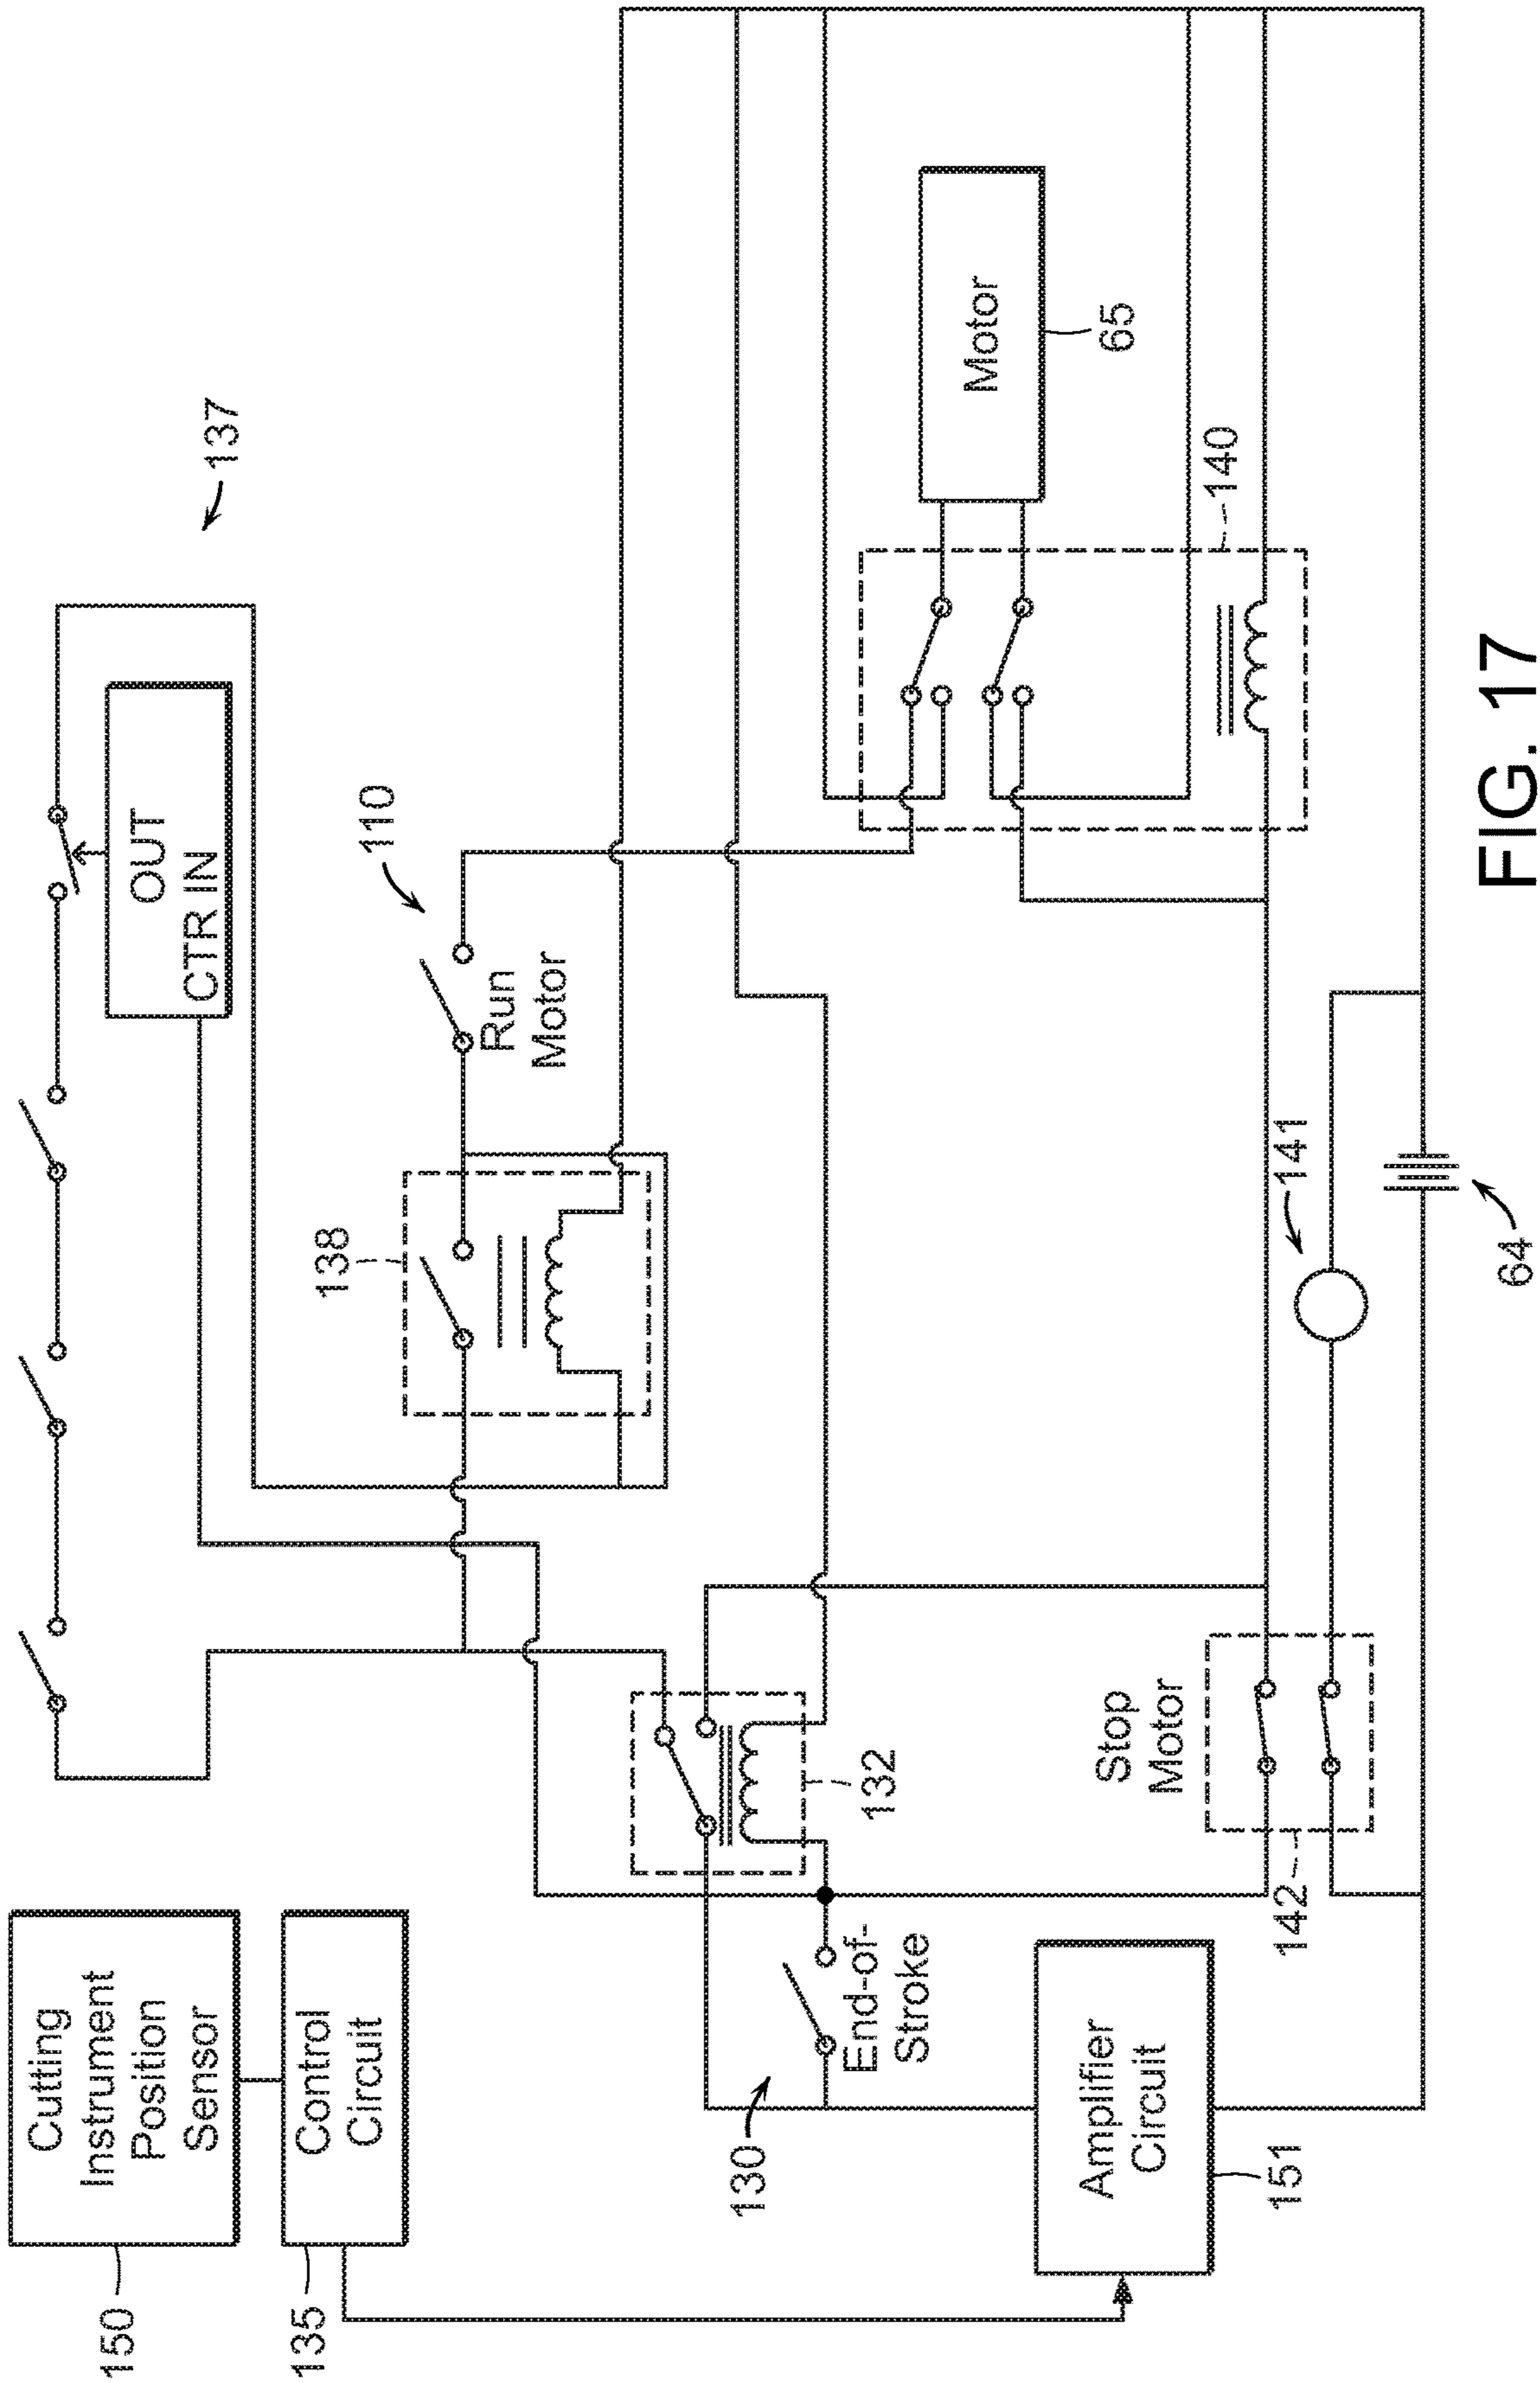 150
Cutting
Instrument
Position
Sensor
135
Control
Circuit
OUT
CTR IN
137
138
110
Run
Motor
130
End-of-
Stroke
132
Amplifier
Circuit
151
Stop
Motor
142
141
64
Motor
65
140
FIG. 17